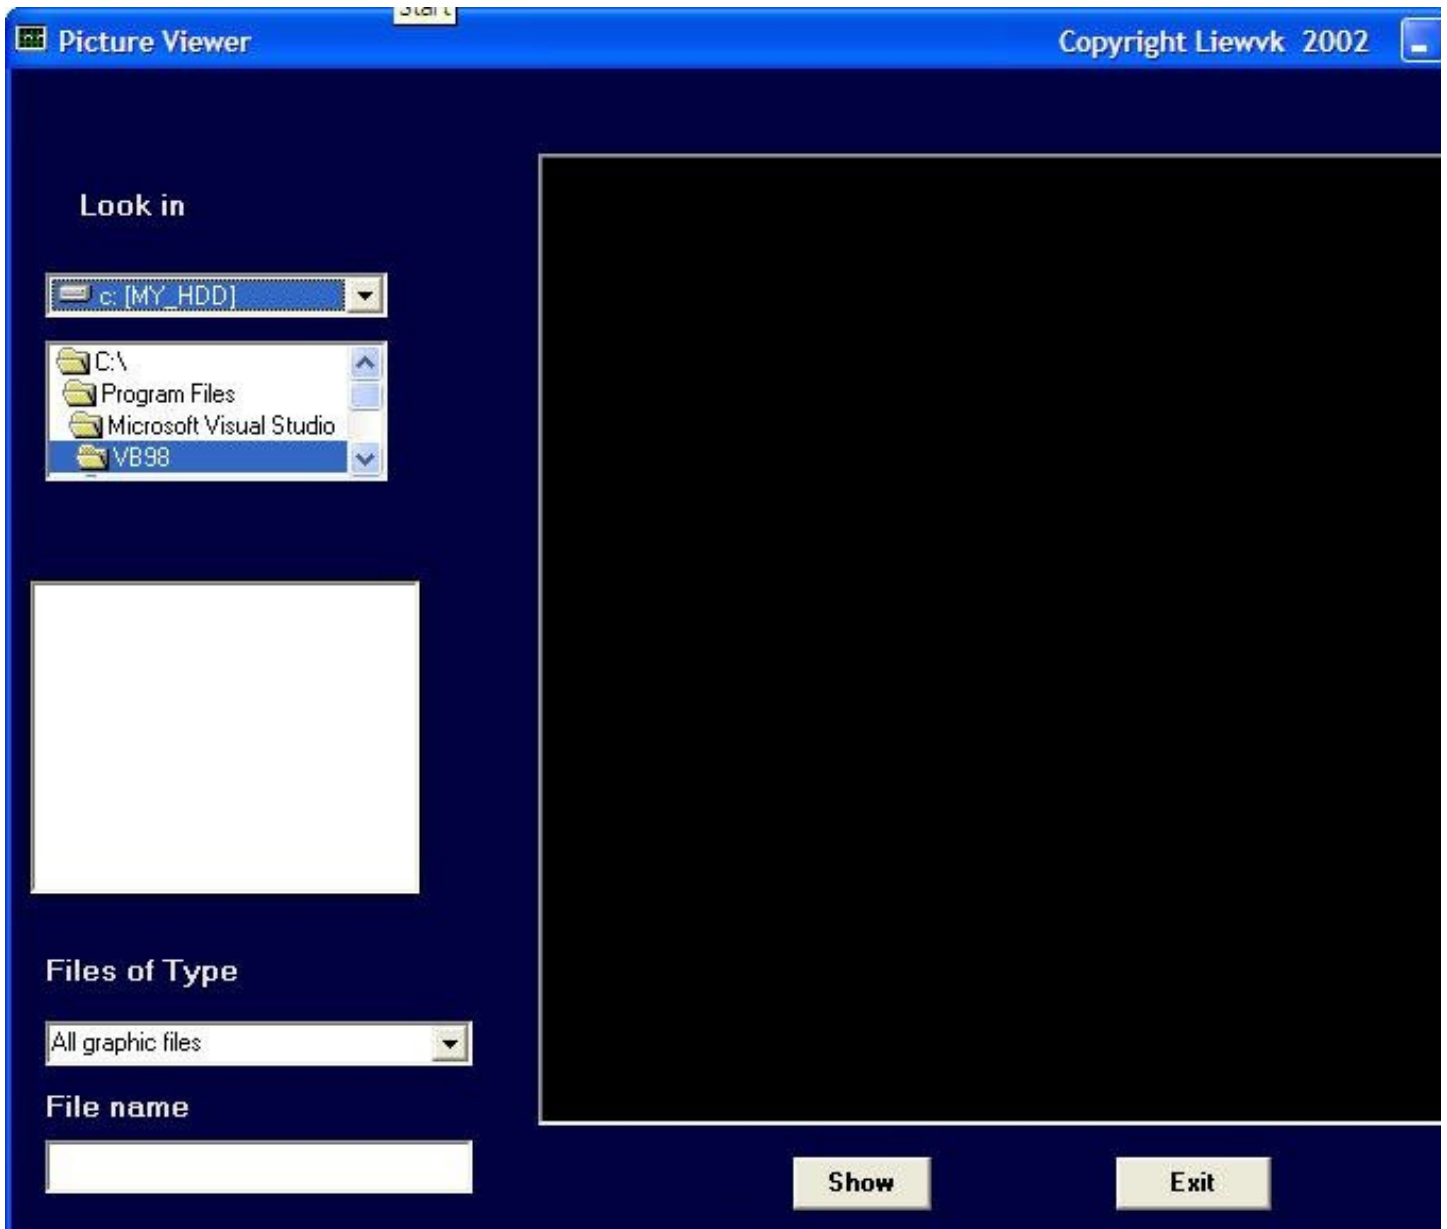 Start
Picture Viewer
Copyright Liewvk 2002
Look in
c: [MY_HDD]
C:\
Program Files
Microsoft Visual Studio
VB98
Files of Type
All graphic files
File name
Show
Exit